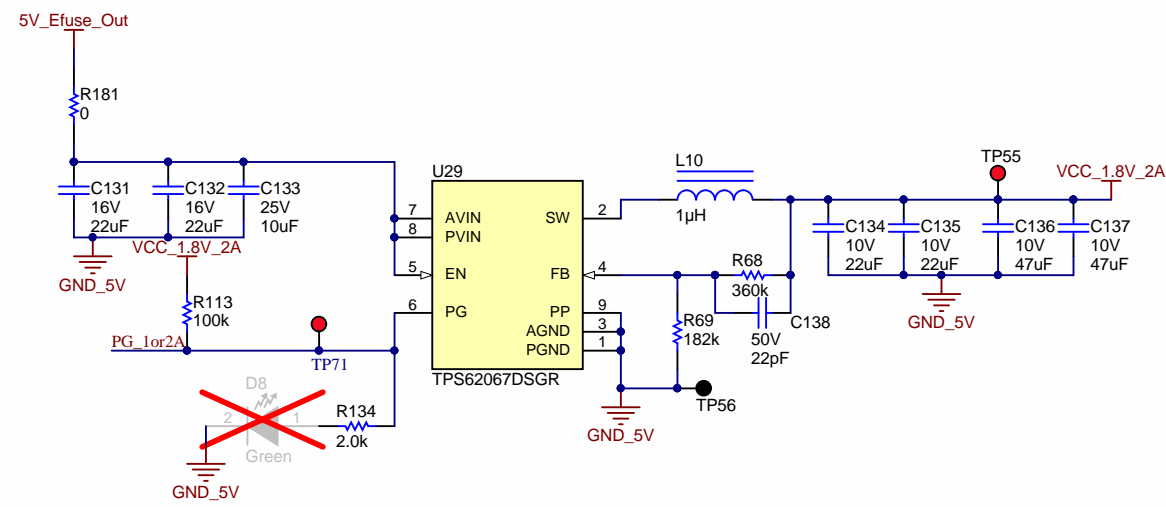 5V_Efuse_Out
R181
0
C131
16V
22uF
C132
16V
22uF
C133
25V
10uF
GND_5V
VCC_1.8V_2A
R113
100k
PG_1or2A
TP71
D8
2
1
Green
GND_5V
R134
2.0k
U29
7
AVIN
8
PVIN
5
EN
6
PG
SW
2
FB
4
PP
9
AGND
3
PGND
1
TPS62067DSGR
L10
1µH
R68
360k
C138
50V
22pF
R69
182k
TP56
GND_5V
TP55
VCC_1.8V_2A
C134
10V
22uF
C135
10V
22uF
C136
10V
47uF
C137
10V
47uF
GND_5V